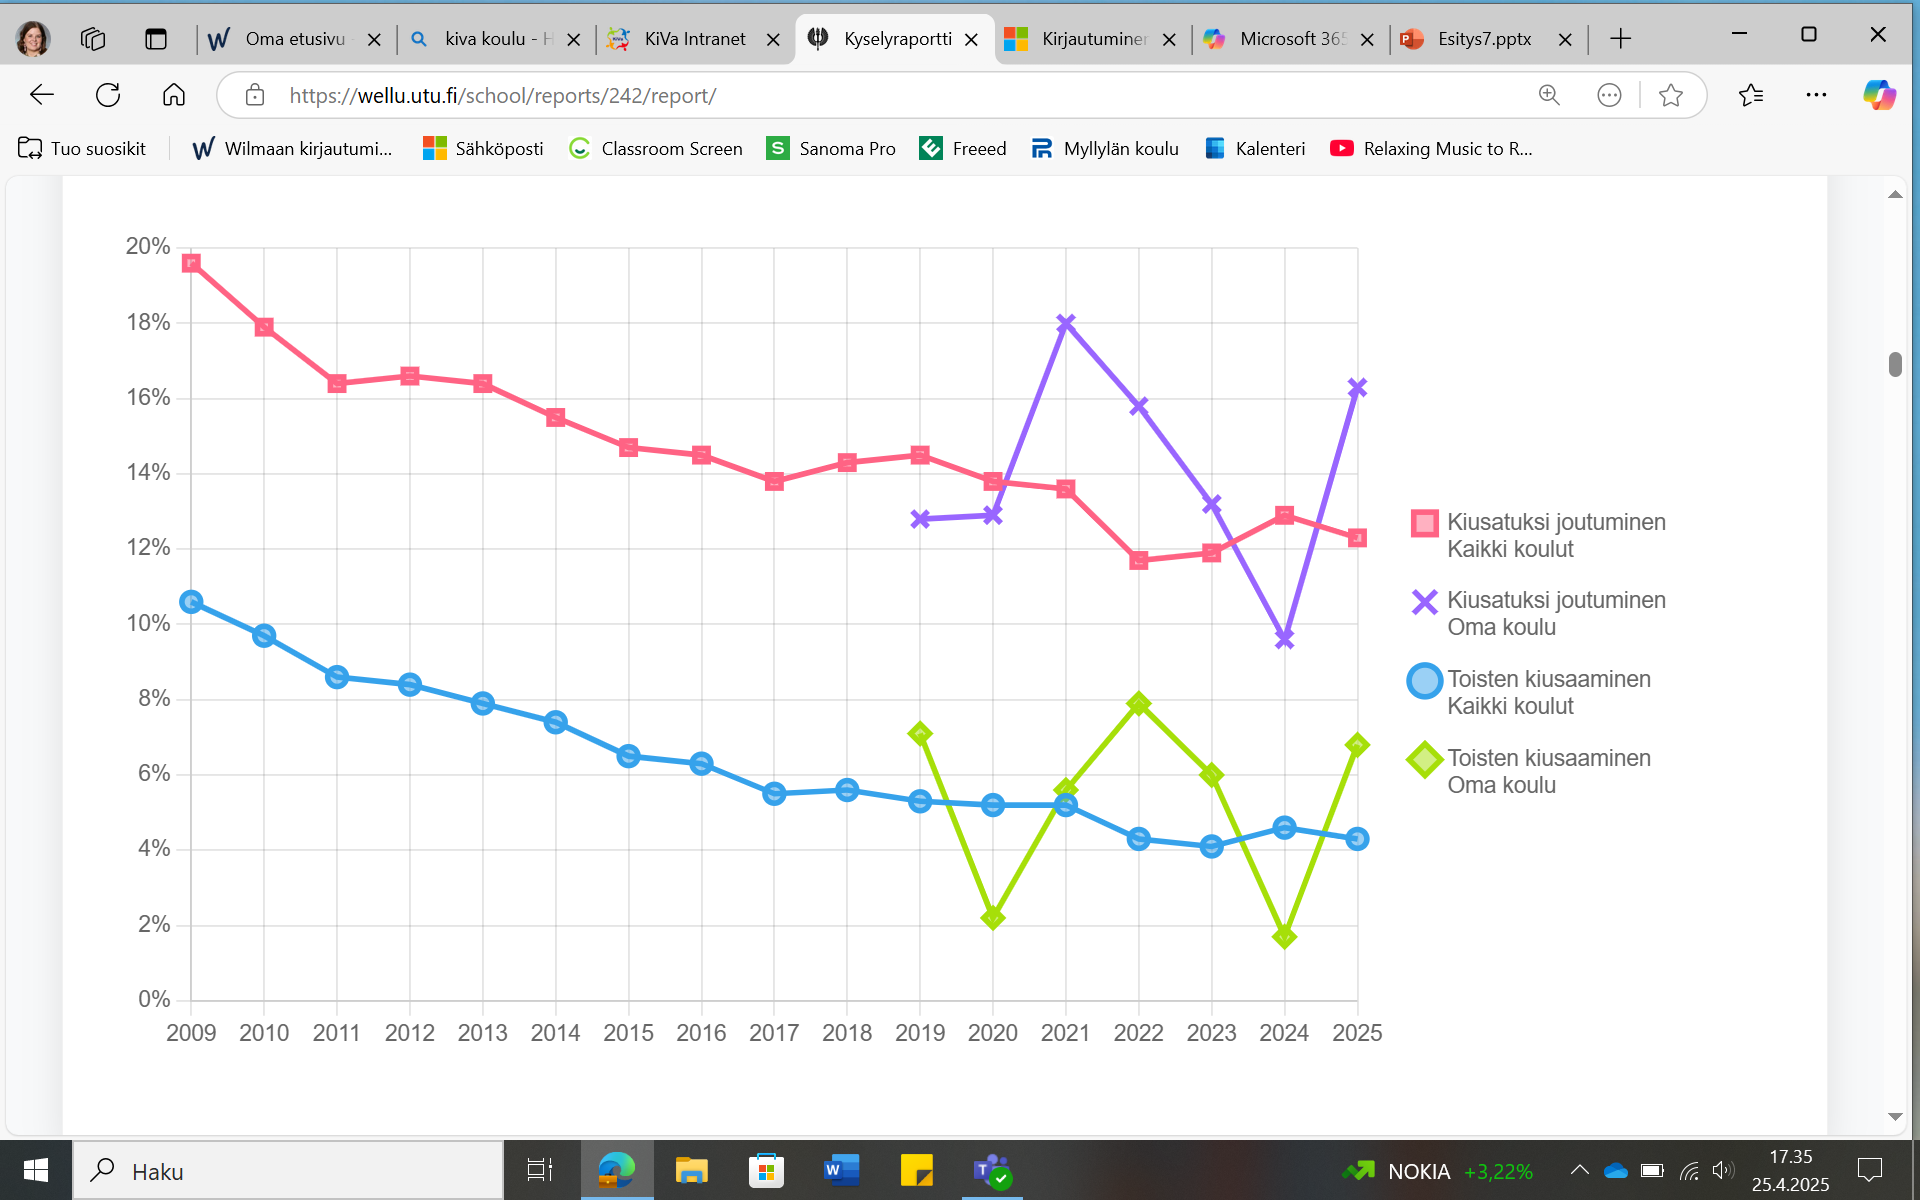 Oma etusivu
kiva koulu - H
KiVa Intranet
Kyselyraportti
Kirjautuminen
Microsoft 365
Esitys7.pptx
https://wellu.utu.fi/school/reports/242/report/
Tuo suosikit
Wilmaan kirjautumi...
Sähköposti
Classroom Screen
Sanoma Pro
Freeed
Myllylän koulu
Kalenteri
Relaxing Music to R...
20%
18%
16%
14%
12%
10%
8%
6%
4%
2%
0%
2009 2010 2011 2012 2013 2014 2015 2016 2017 2018 2019 2020 2021 2022 2023 2024 2025
Kiusatuksi joutuminen
Kaikki koulut
Kiusatuksi joutuminen
Oma koulu
Toisten kiusaaminen
Kaikki koulut
Toisten kiusaaminen
Oma koulu
Haku
NOKIA +3,22%
17.35
25.4.2025